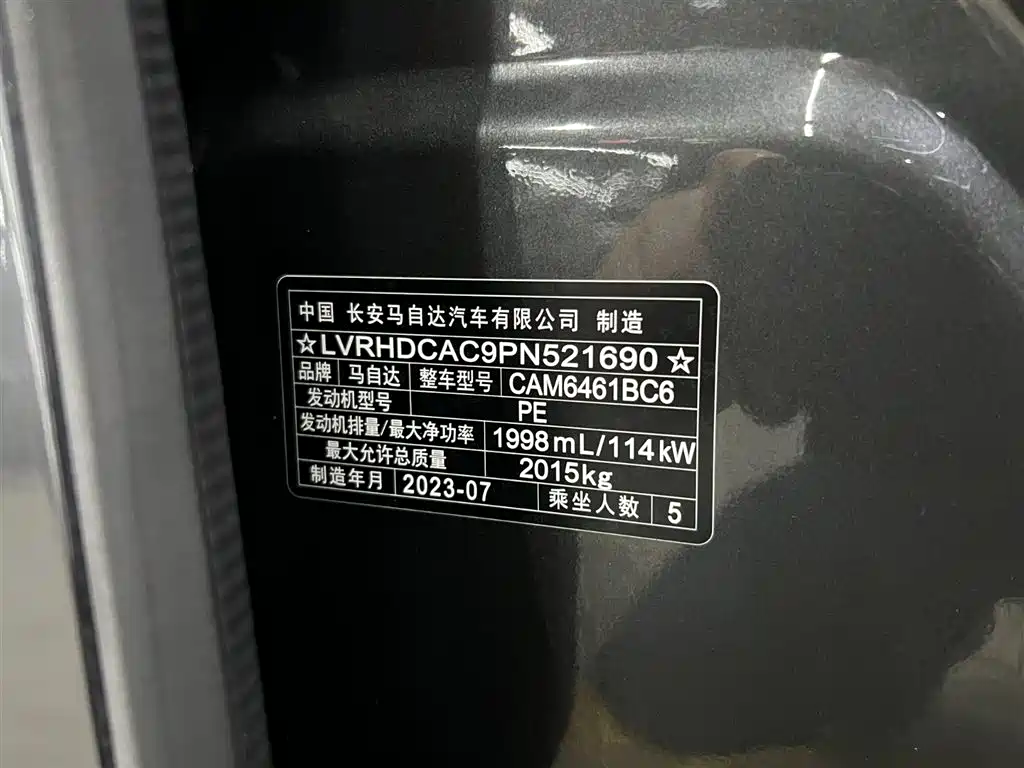 中国 长安马自达汽车有限公司 制造
☆LVRHDCAC9PN521690☆
品牌 马自达 整车型号 CAM6461BC6
发动机型号 PE
发动机排量/最大净功率 1998mL/114kW
最大允许总质量 2015kg
制造年月 2023-07 乘坐人数 5